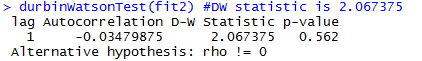 > durbinWatsonTest(fit2) #DW statistic is 2.067375
lag Autocorrelation D-W Statistic p-value
1 -0.03479875 2.067375 0.562
Alternative hypothesis: rho != 0